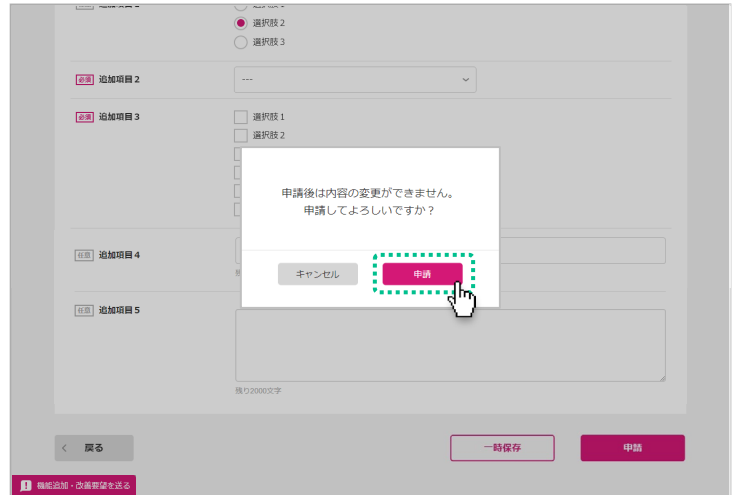 選択肢2
選択肢3
必須 追加項目2
---
必須 追加項目3
選択肢1
選択肢2
申請後は内容の変更ができません。
申請してよろしいですか？
キャンセル
申請
任意 追加項目4
任意 追加項目5
残り2000文字
戻る
一時保存
申請
機能追加・改善要望を送る